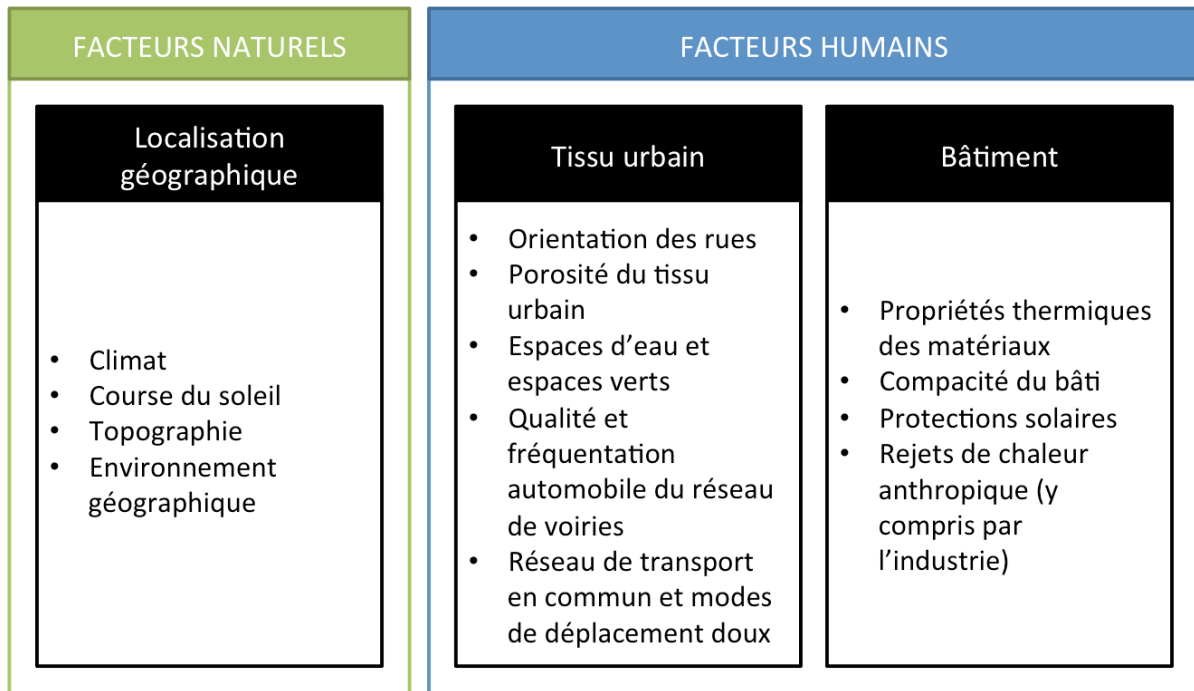 FACTEURS NATURELS
Localisation
géographique
• Climat
• Course du soleil
• Topographie
• Environnement
géographique
FACTEURS HUMAINS
Tissu urbain
• Orientation des rues
• Porosité du tissu
urbain
• Espaces d’eau et
espaces verts
• Qualité et
fréquentation
automobile du réseau
de voiries
• Réseau de transport
en commun et modes
de déplacement doux
Bâtiment
• Propriétés thermiques
des matériaux
• Compacité du bâti
• Protections solaires
• Rejets de chaleur
anthropique (y
compris par
l’industrie)